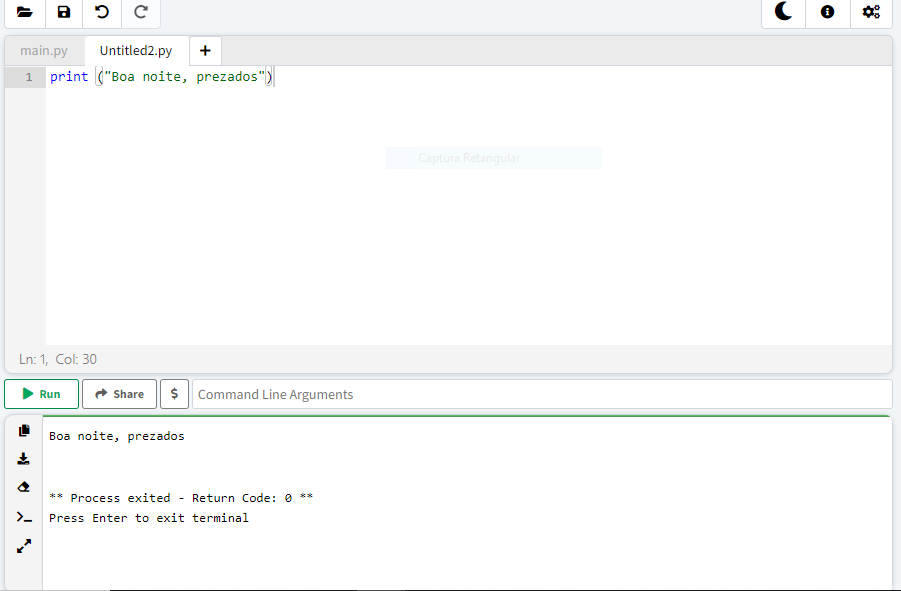 main.py Untitled2.py +
1 print ("Boa noite, prezados")
Captura Retangular
Ln: 1, Col: 30
Run Share $ Command Line Arguments
Boa noite, prezados
** Process exited - Return Code: 0 **
Press Enter to exit terminal